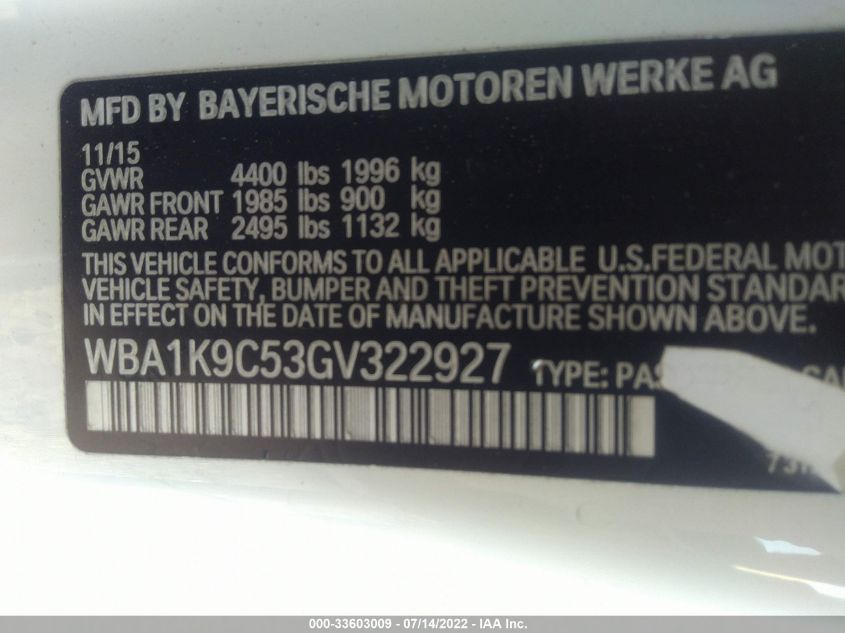 MFD BY BAYERISCHE MOTOREN WERKE AG
11/15
GVWR 4400 lbs 1996 kg
GAWR FRONT 1985 lbs 900 kg
GAWR REAR 2495 lbs 1132 kg
THIS VEHICLE CONFORMS TO ALL APPLICABLE U.S.FEDERAL MOT
VEHICLE SAFETY, BUMPER AND THEFT PREVENTION STANDAR
IN EFFECT ON THE DATE OF MANUFACTURE SHOWN ABOVE.
WBA1K9C53GV322927 TYPE: PAS
000-33603009 - 07/14/2022 - IAA Inc.